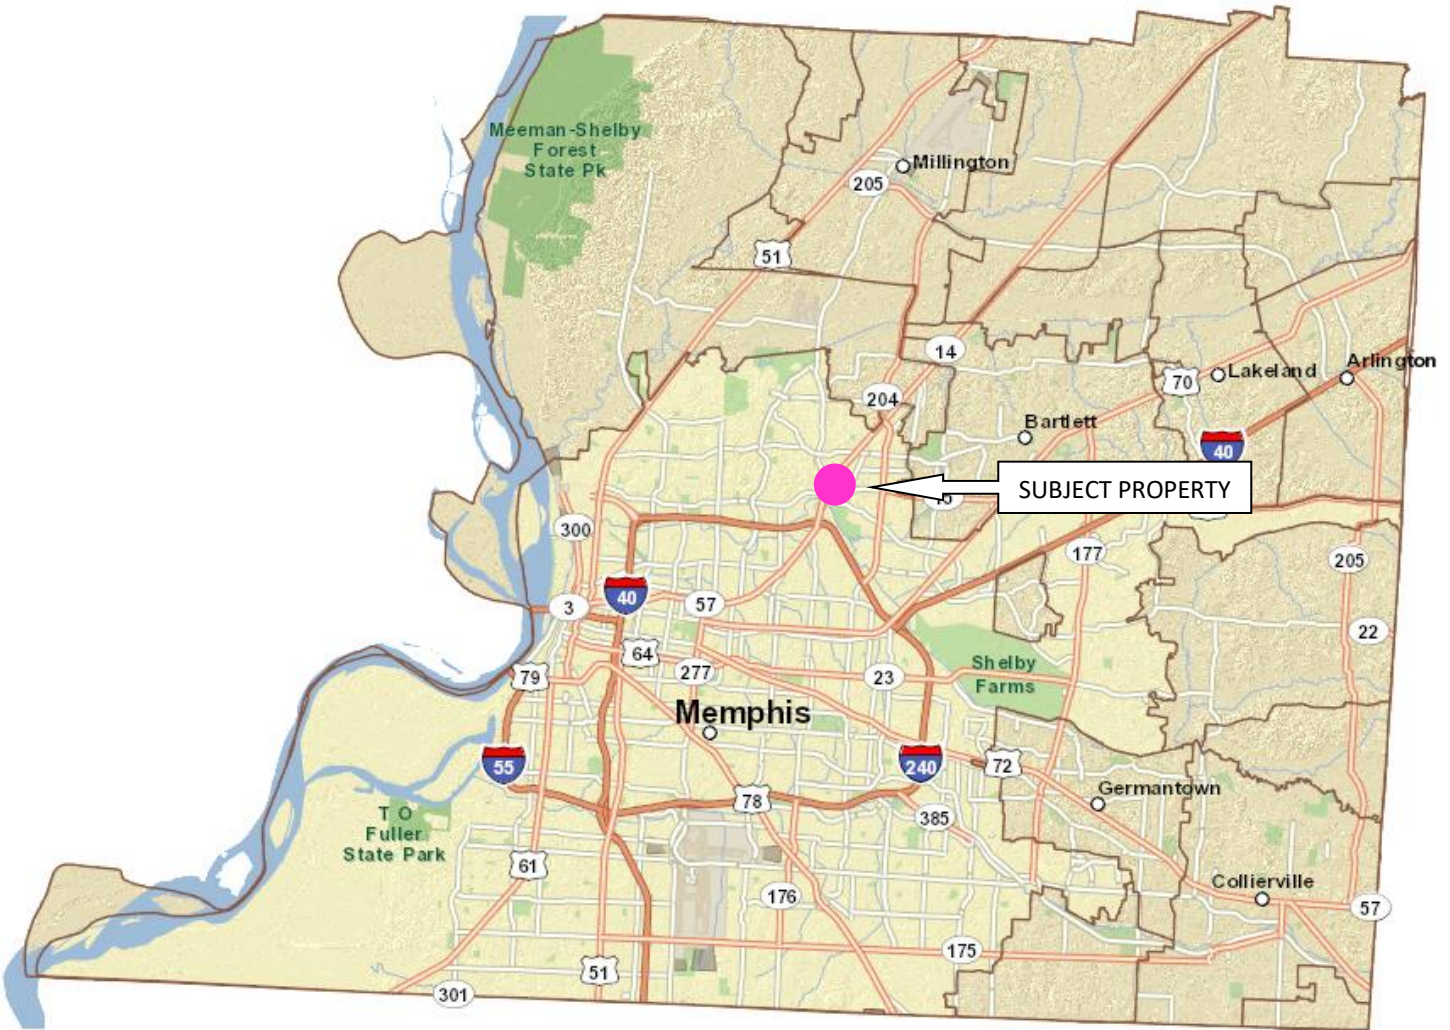 Meeman-Shelby
Forest
State Pk
Millington
205
51
14
Arlington
Lakeland
70
204
Bartlett
40
SUBJECT PROPERTY
300
177
205
40
57
3
22
64
Shelby
Farms
277
23
79
Memphis
55
240
72
Germantown
78
T O
Fuller
State Park
385
61
Collierville
176
57
175
51
301